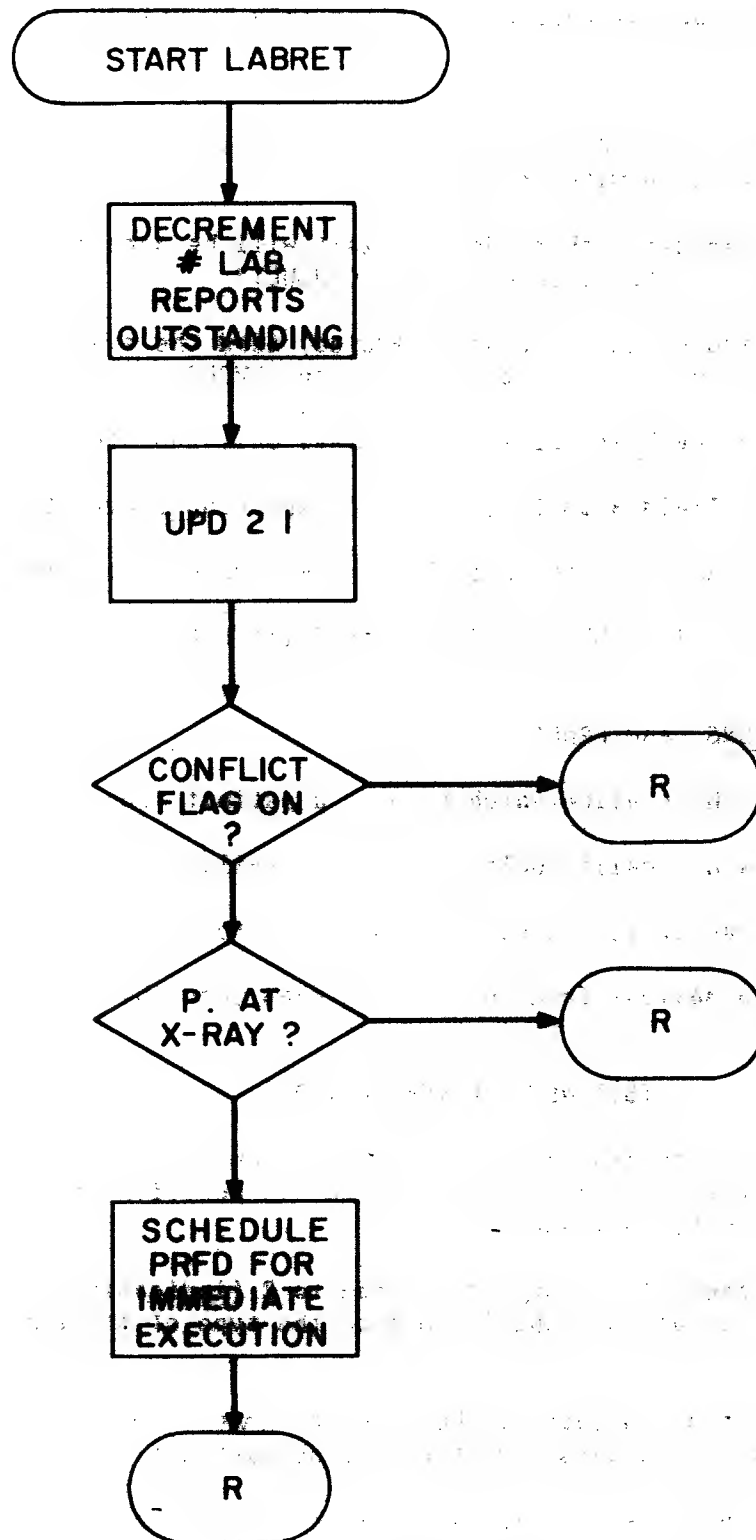 START LABRET
DECREMENT
# LAB
REPORTS
OUTSTANDING
UPD 2 I
CONFLICT
FLAG ON
?
R
P. AT
X-RAY ?
R
SCHEDULE
PRFD FOR
IMMEDIATE
EXECUTION
R